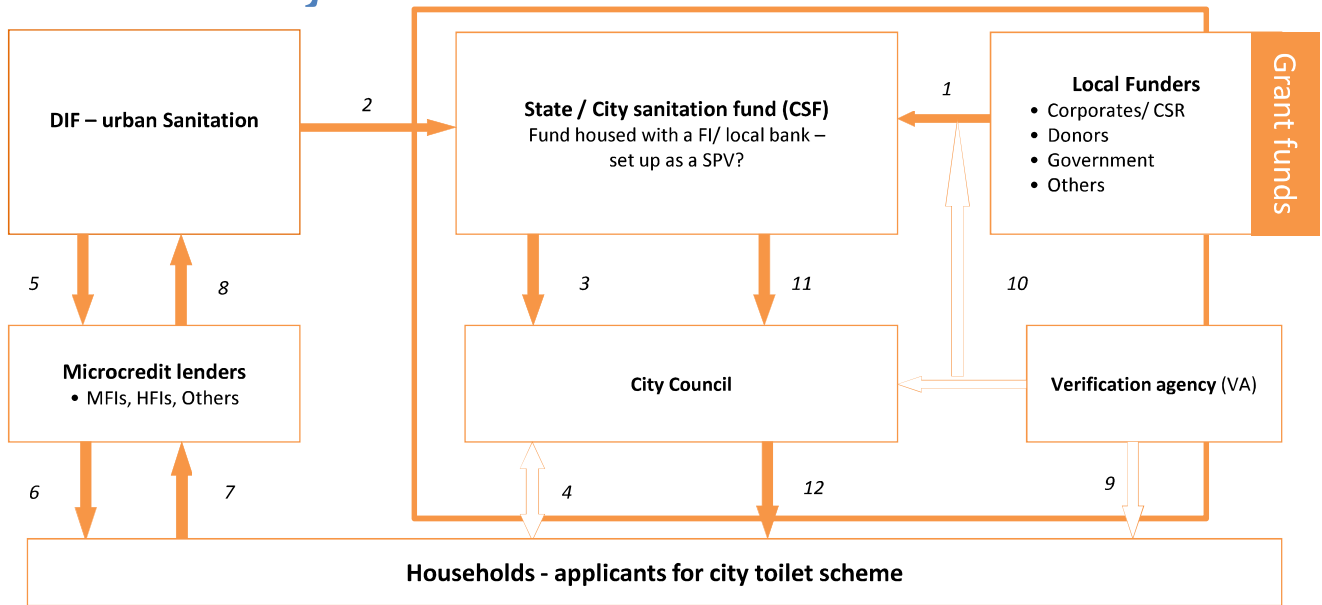 DIF – urban Sanitation
2
State / City sanitation fund (CSF)
Fund housed with a FI/ local bank –
set up as a SPV?
1
Local Funders
• Corporates/ CSR
• Donors
• Government
• Others
Grant funds
5
8
3
11
10
Microcredit lenders
• MFIs, HFIs, Others
City Council
Verification agency (VA)
6
7
4
12
9
Households - applicants for city toilet scheme